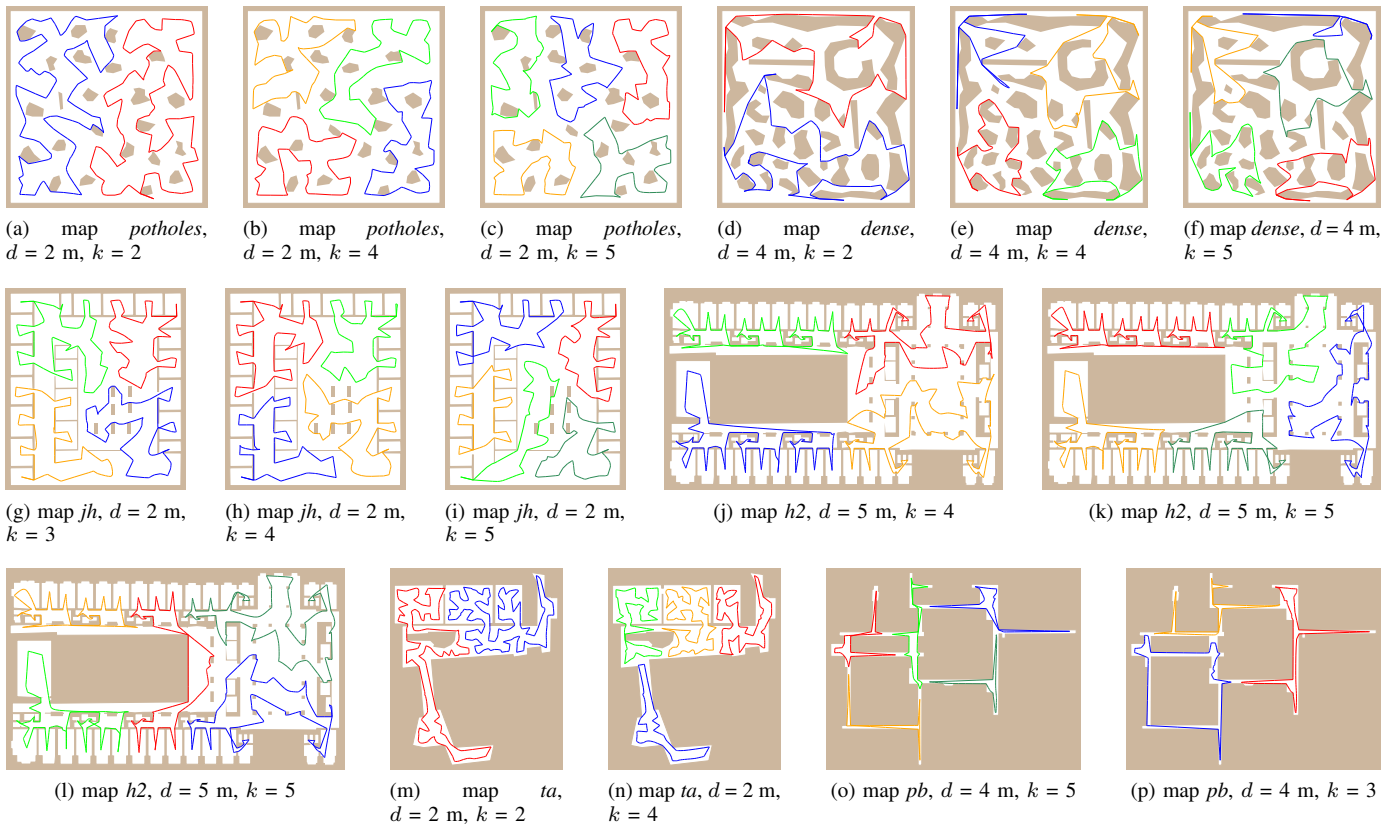 (a) map potholes,
d = 2 m, k = 2
(b) map potholes,
d = 2 m, k = 4
(c) map potholes,
d = 2 m, k = 5
(d) map dense,
d = 4 m, k = 2
(e) map dense,
d = 4 m, k = 4
(f) map dense, d = 4 m,
k = 5
(g) map jh, d = 2 m,
k = 3
(h) map jh, d = 2 m,
k = 4
(i) map jh, d = 2 m,
k = 5
(j) map h2, d = 5 m, k = 4
(k) map h2, d = 5 m, k = 5
(l) map h2, d = 5 m, k = 5
(m) map ta,
d = 2 m, k = 2
(n) map ta, d = 2 m,
k = 4
(o) map pb, d = 4 m, k = 5
(p) map pb, d = 4 m, k = 3